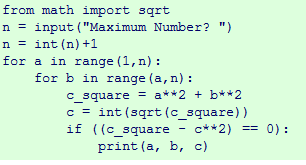 from math import sqrt
n = input("Maximum Number? ")
n = int(n)+1
for a in range(1,n):
    for b in range(a,n):
        c_square = a**2 + b**2
        c = int(sqrt(c_square))
        if ((c_square - c**2) == 0):
            print(a, b, c)